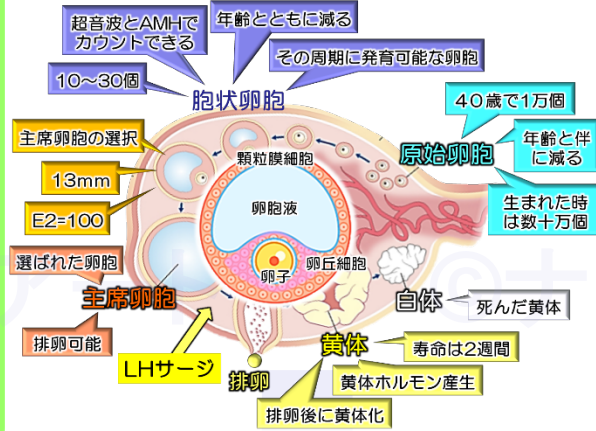 超音波とAMHで
カウントできる
年齢とともに減る
その周期に発育可能な卵胞
10〜30個
胞状卵胞
40歳で1万個
年齢と伴
に減る
原始卵胞
生まれた時
は数十万個
主席卵胞の選択
13mm
E2=100
顆粒膜細胞
卵胞液
卵子
卵丘細胞
選ばれた卵胞
主席卵胞
排卵可能
LHサージ
排卵
白体
死んだ黄体
黄体
寿命は2週間
黄体ホルモン産生
排卵後に黄体化